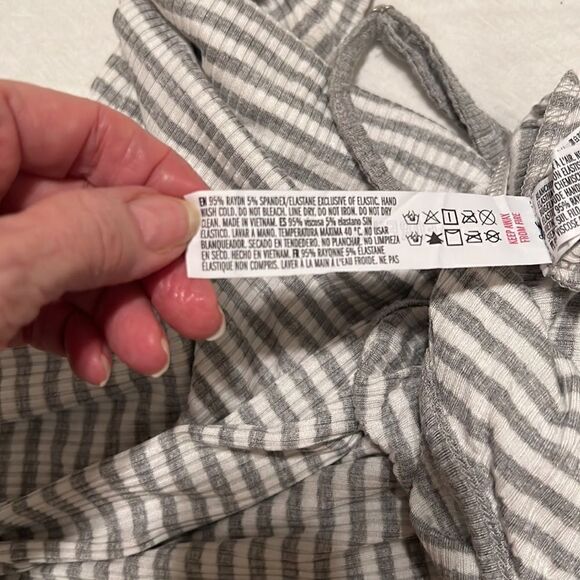 EN 95% RAYON 5% SPANDEX/ELASTANE EXCLUSIVE OF ELASTIC. HAND
WASH COLD. DO NOT BLEACH. LINE DRY. DO NOT IRON. DO NOT DRY
CLEAN. MADE IN VIETNAM. ES 95% viscosa 5% elastano SIN
ELÁSTICO. LAVAR A MANO. TEMPERATURA MÁXIMA 40 °C. NO USAR
BLANQUEADOR. SECADO EN TENDEDERO. NO PLANCHAR. NO LIMPIEZA
EN SECO. HECHO EN VIETNAM. FR 95% RAYONNE 5% ÉLASTANE
ÉLASTIQUE NON COMPRIS. LAVER À LA MAIN À L'EAU FROIDE. NE PAS
KEEP AWAY
FROM FIRE